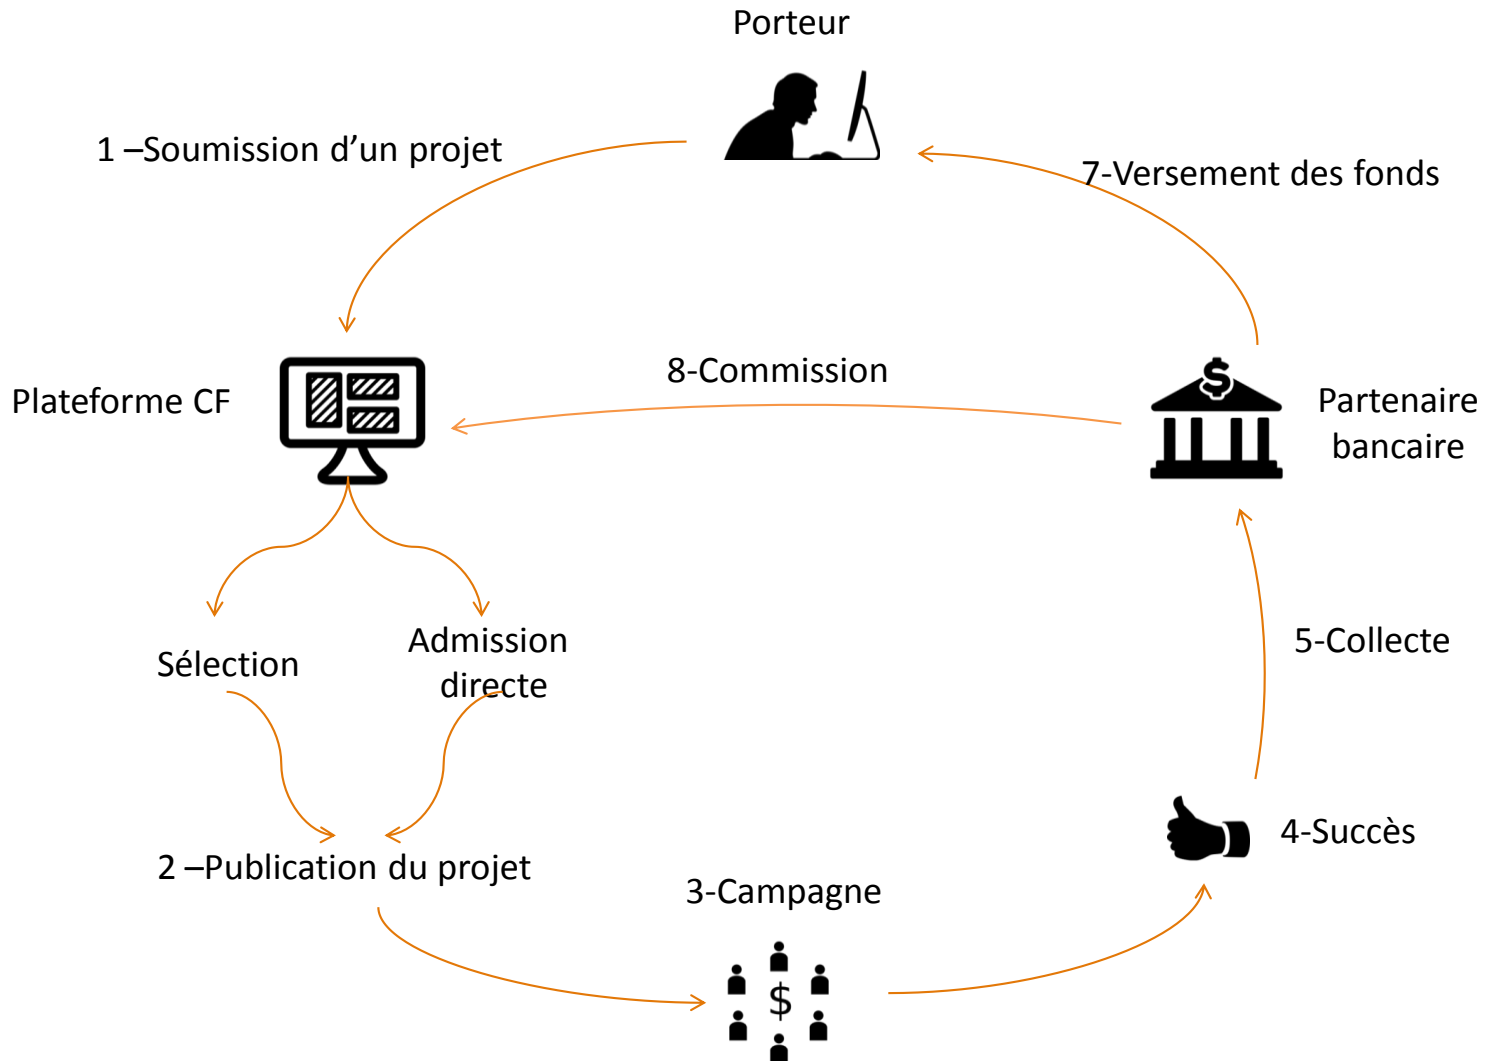 Porteur
1 –Soumission d’un projet
7-Versement des fonds
8-Commission
Plateforme CF
$
Partenaire
bancaire
Sélection
Admission
directe
5-Collecte
4-Succès
2 –Publication du projet
3-Campagne
$